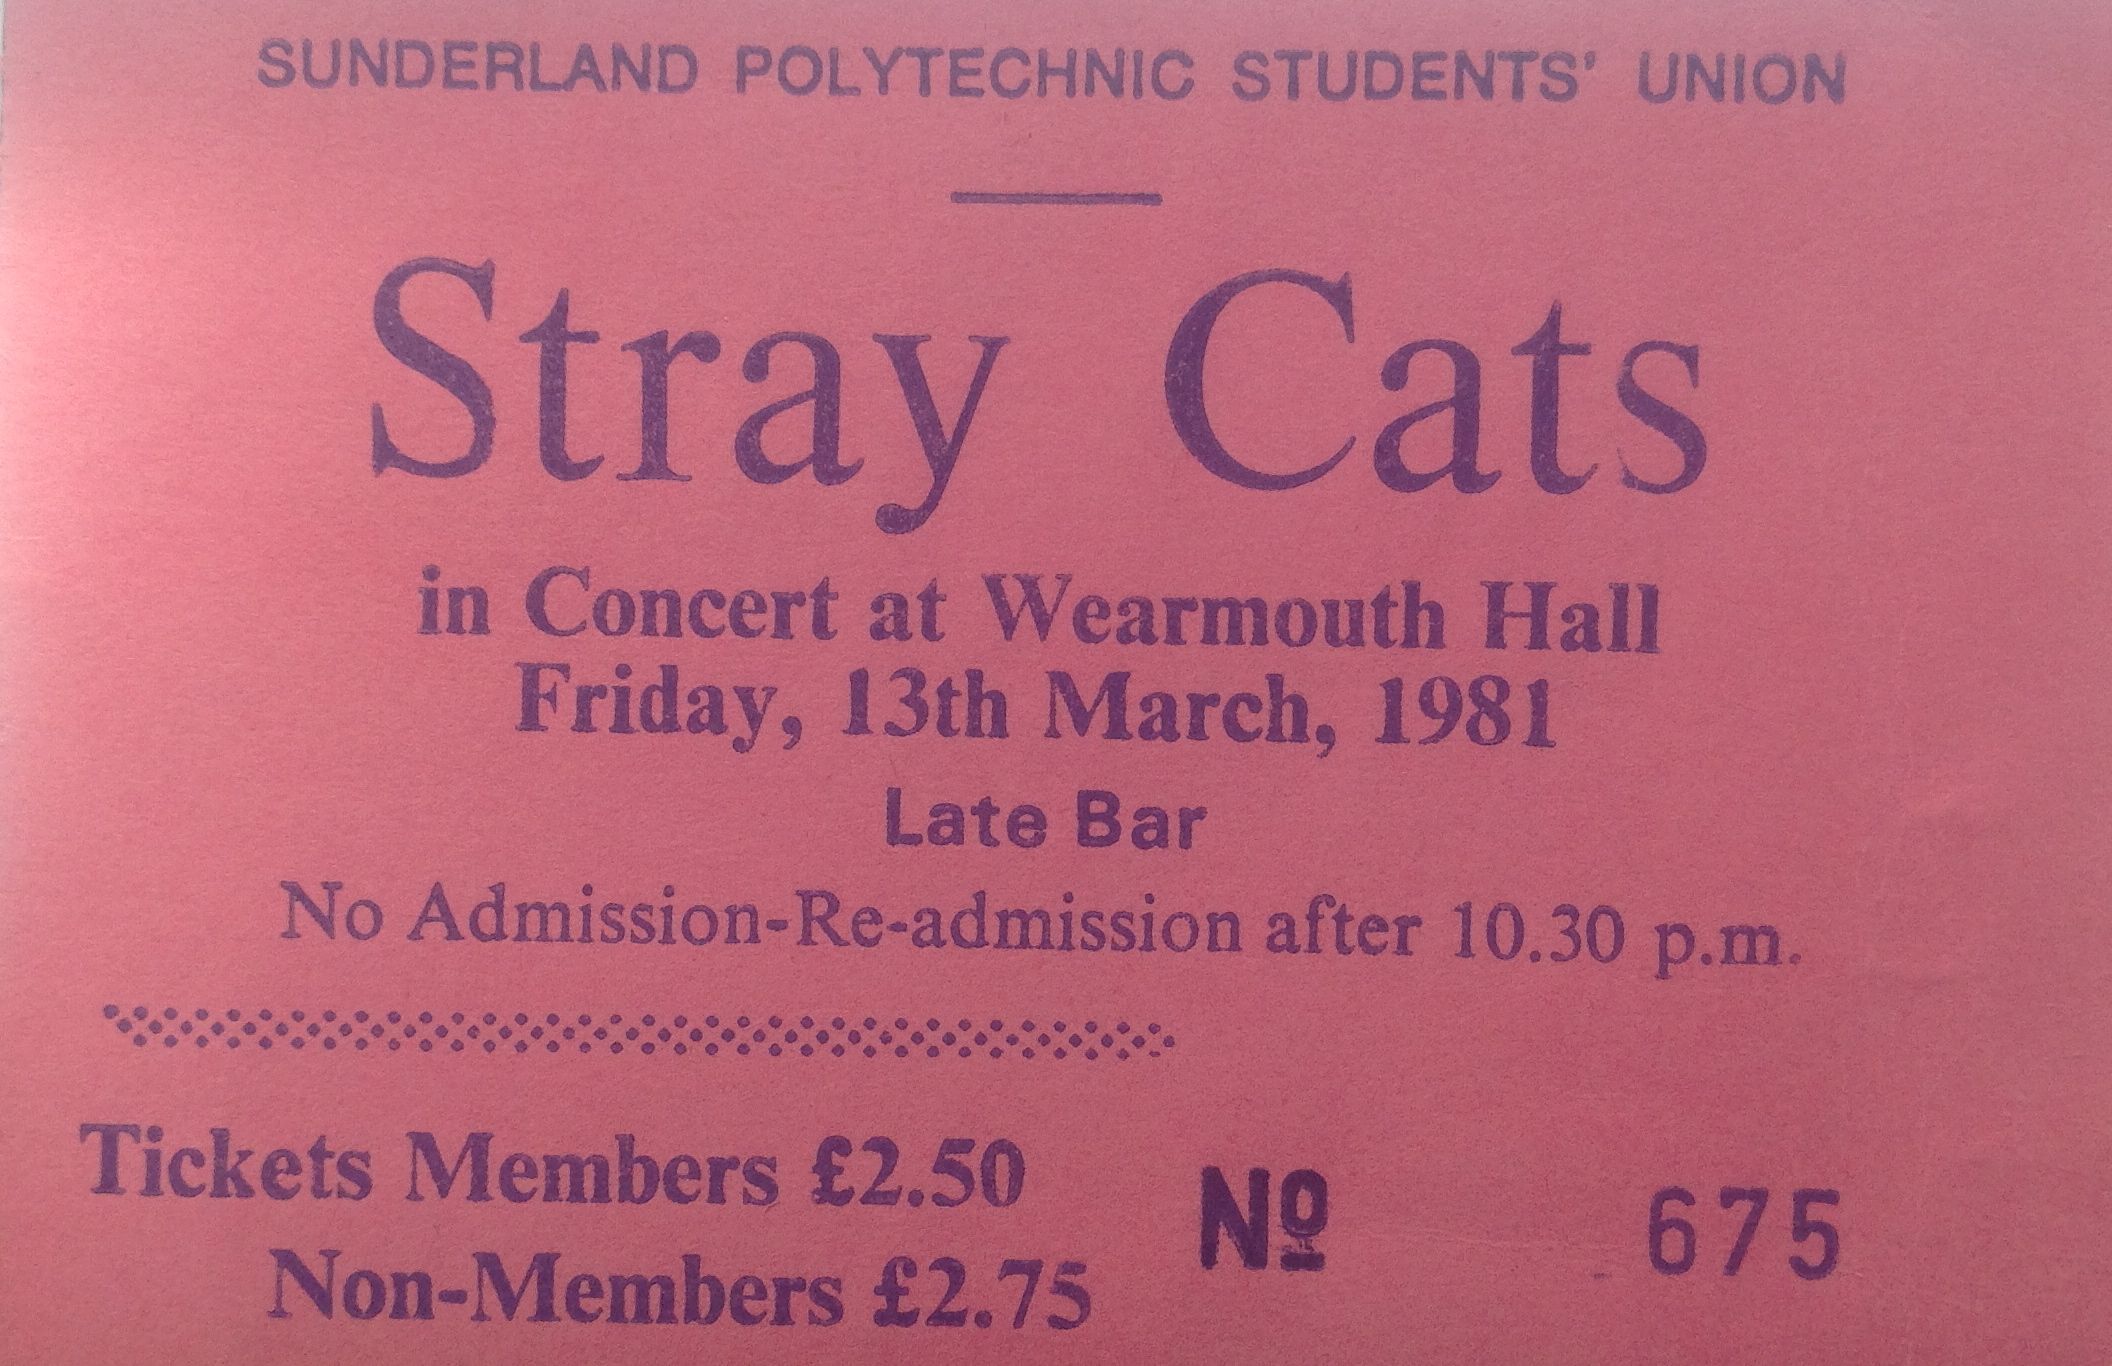 SUNDERLAND POLYTECHNIC STUDENTS' UNION
Stray Cats
in Concert at Wearmouth Hall
Friday, 13th March, 1981
Late Bar
No Admission-Re-admission after 10.30 p.m.
Tickets Members £2.50
Non-Members £2.75
Nº 675